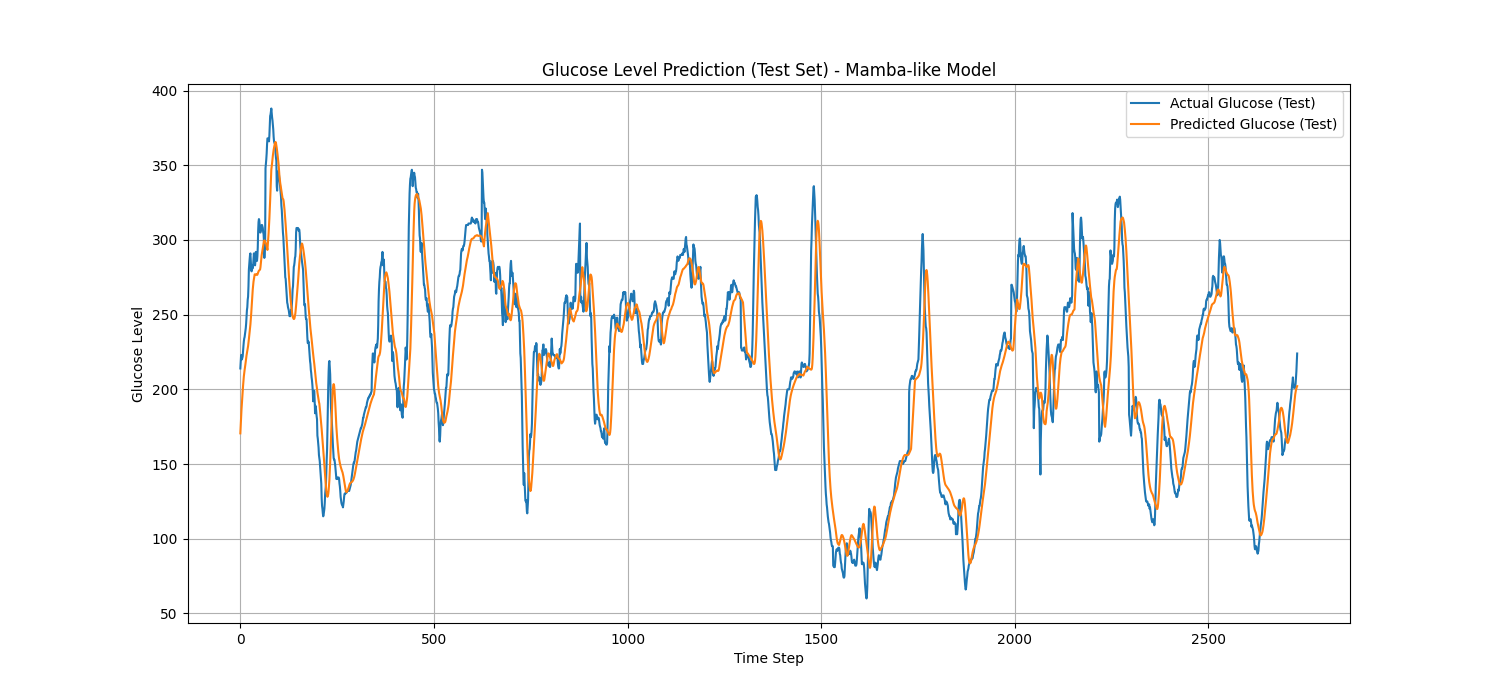 Glucose Level Prediction (Test Set) - Mamba-like Model
Actual Glucose (Test)
Predicted Glucose (Test)
Glucose Level
400
350
300
250
200
150
100
50
0
500
1000
1500
2000
2500
Time Step